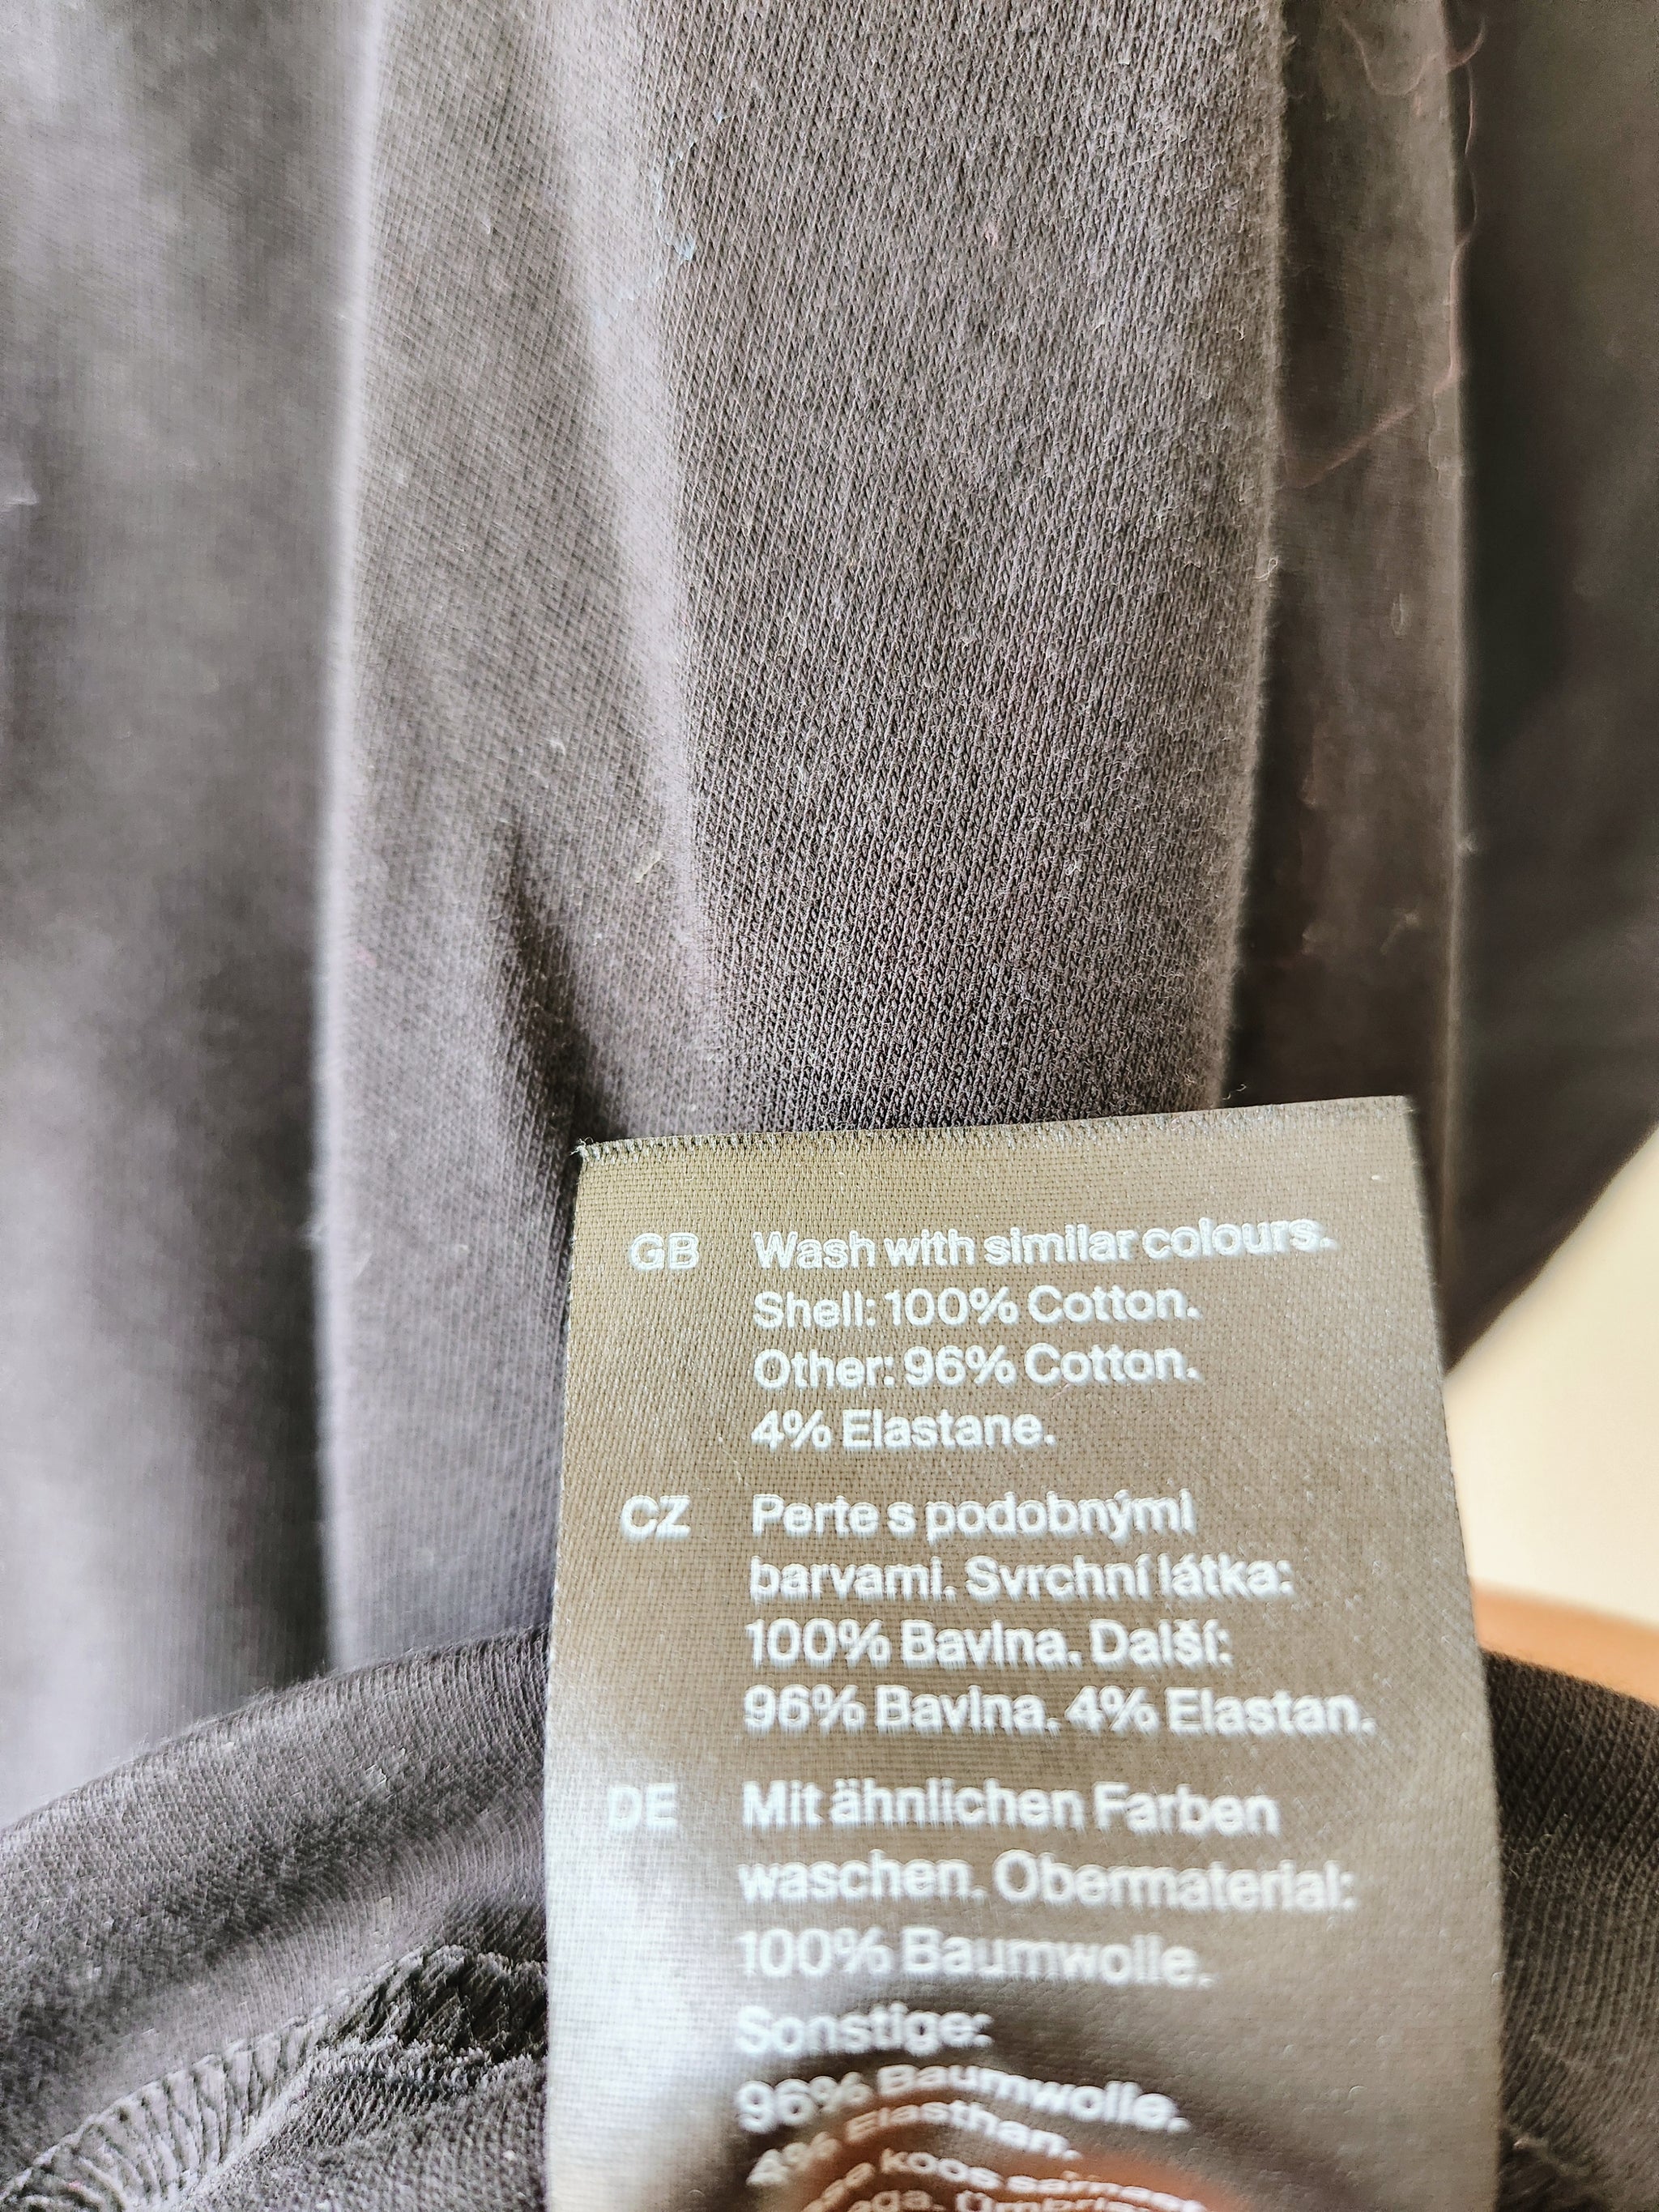 GB Wash with similar colours.
Shell: 100% Cotton.
Other: 96% Cotton.
4% Elastane.
CZ Perte s podobnými
barvami. Svrchní látka:
100% Bavlna. Další:
96% Bavlna. 4% Elastan.
DE Mit ähnlichen Farben
waschen. Obermaterial:
100% Baumwolle.
Sonstige:
96% Baumwolle.
4% Elasthan.
koos